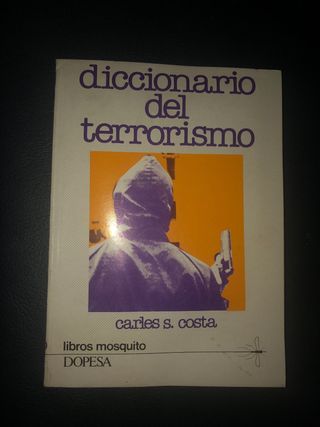 diccionario
del
terrorismo
carles s. costa
libros mosquito
DOPESA